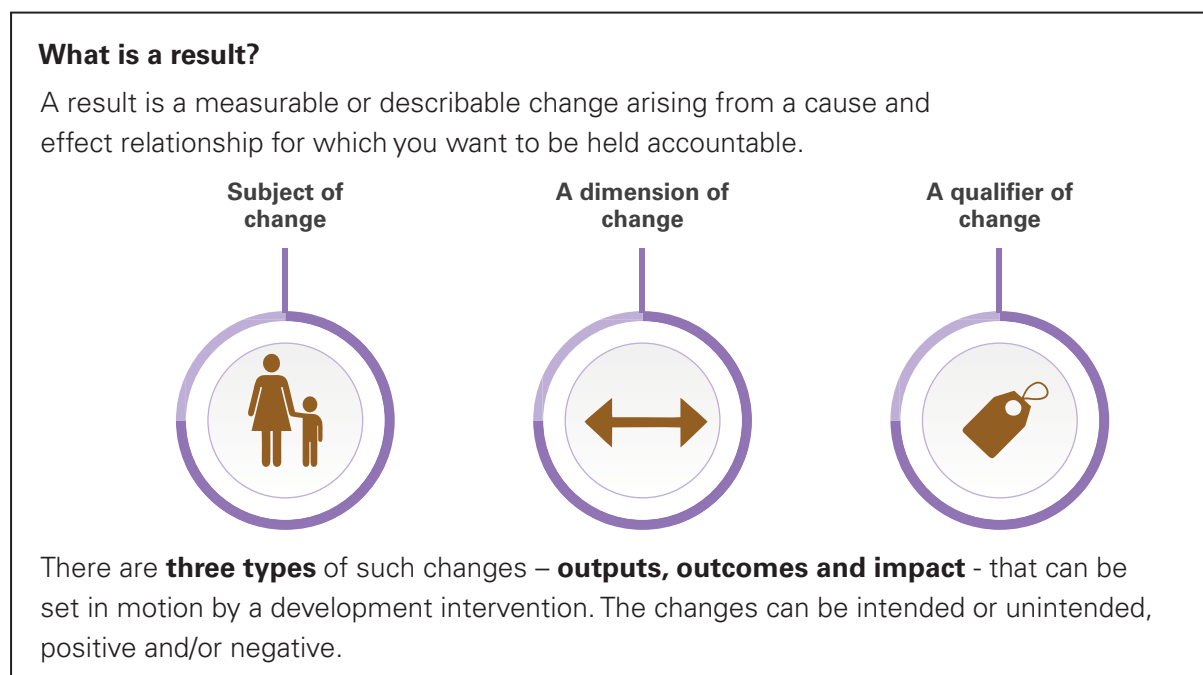 What is a result?
A result is a measurable or describable change arising from a cause and
effect relationship for which you want to be held accountable.
Subject of
change
A dimension of
change
A qualifier of
change
There are three types of such changes – outputs, outcomes and impact - that can be
set in motion by a development intervention. The changes can be intended or unintended,
positive and/or negative.